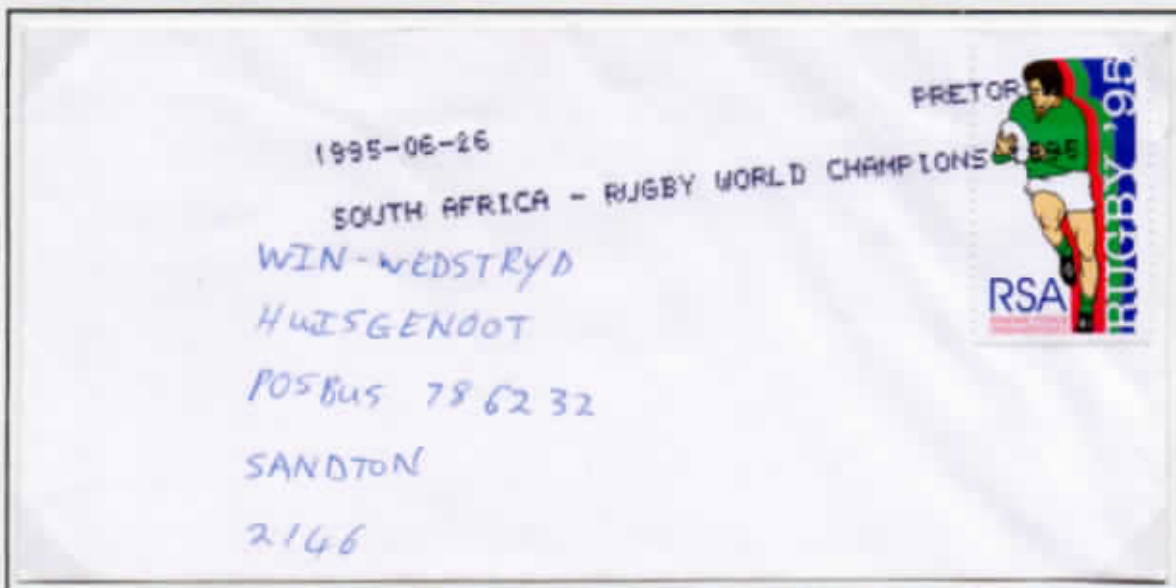 PRETOR
1995-06-26
SOUTH AFRICA - RUGBY WORLD CHAMPIONS 1995
WIN-WEDSTRYD
HUISGENOOT
POSBUS 786232
SANDTON
2146
RSA
RUGBY '95